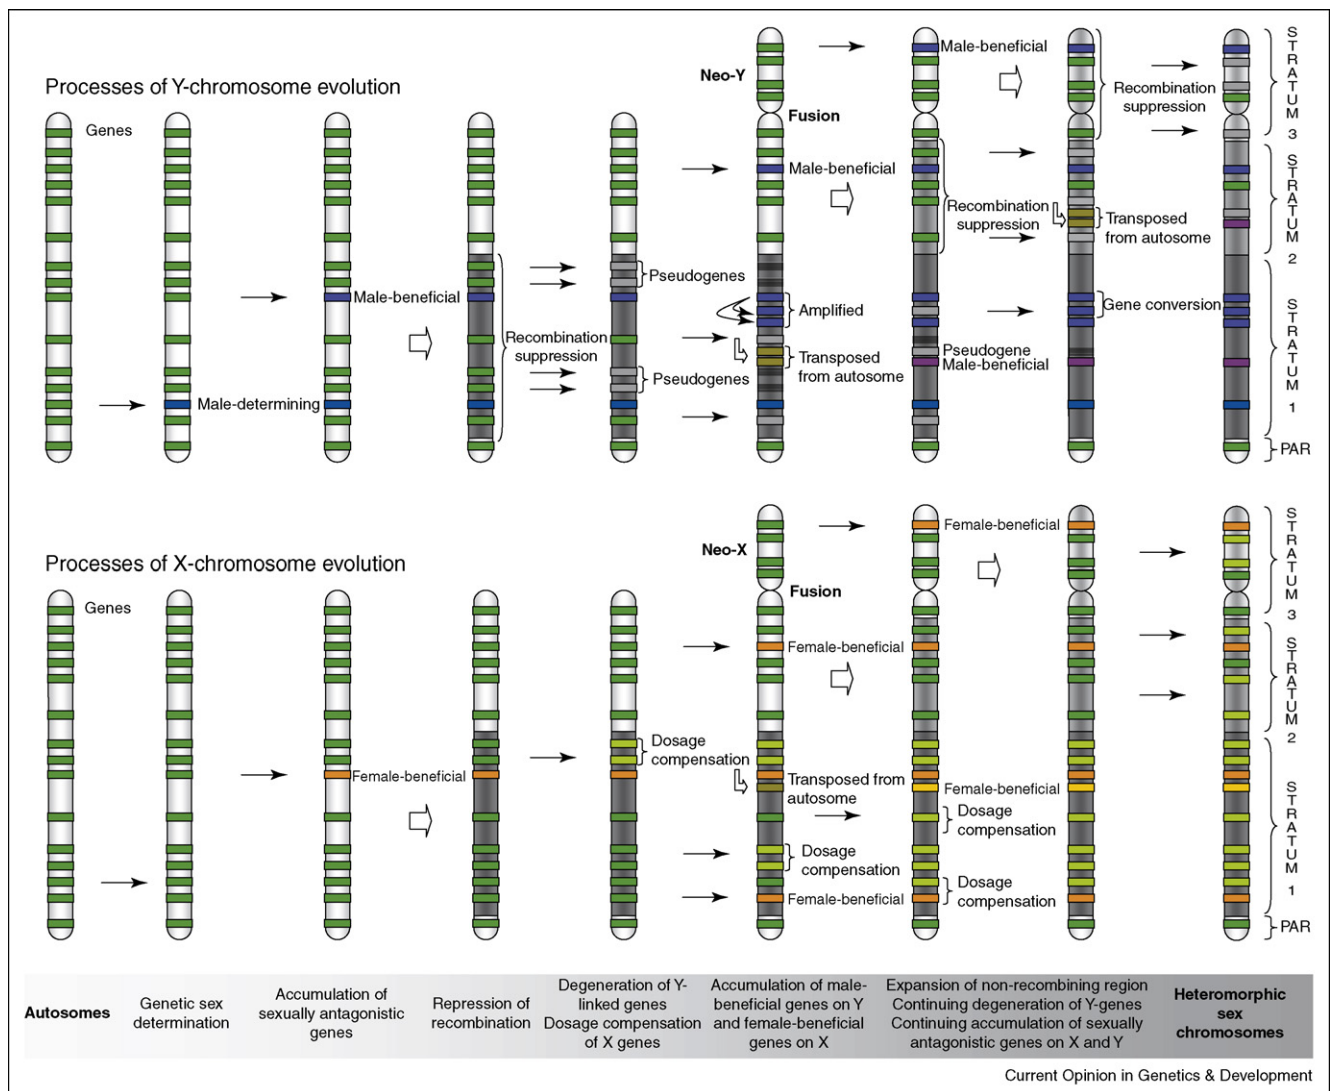 Processes of Y-chromosome evolution
Genes
Male-determining
Male-beneficial
Recombination
suppression
Pseudogenes
Pseudogenes
Neo-Y
Fusion
Male-beneficial
Amplified
Transposed
from autosome
Male-beneficial
Recombination
suppression
Pseudogene
Male-beneficial
Recombination
suppression
Transposed
from autosome
Gene conversion
STRATUM 3
STRATUM 2
STRATUM 1
PAR
Processes of X-chromosome evolution
Genes
Female-beneficial
Dosage
compensation
Neo-X
Fusion
Female-beneficial
Transposed from
autosome
Dosage
compensation
Female-beneficial
Female-beneficial
Female-beneficial
Dosage
compensation
Dosage
compensation
STRATUM 3
STRATUM 2
STRATUM 1
PAR
Autosomes
Genetic sex
determination
Accumulation of
sexually antagonistic
genes
Repression of
recombination
Degeneration of Y-
linked genes
Dosage compensation
of X genes
Accumulation of male-
beneficial genes on Y
and female-beneficial
genes on X
Expansion of non-recombining region
Continuing degeneration of Y-genes
Continuing accumulation of sexually
antagonistic genes on X and Y
Heteromorphic
sex
chromosomes
Current Opinion in Genetics & Development